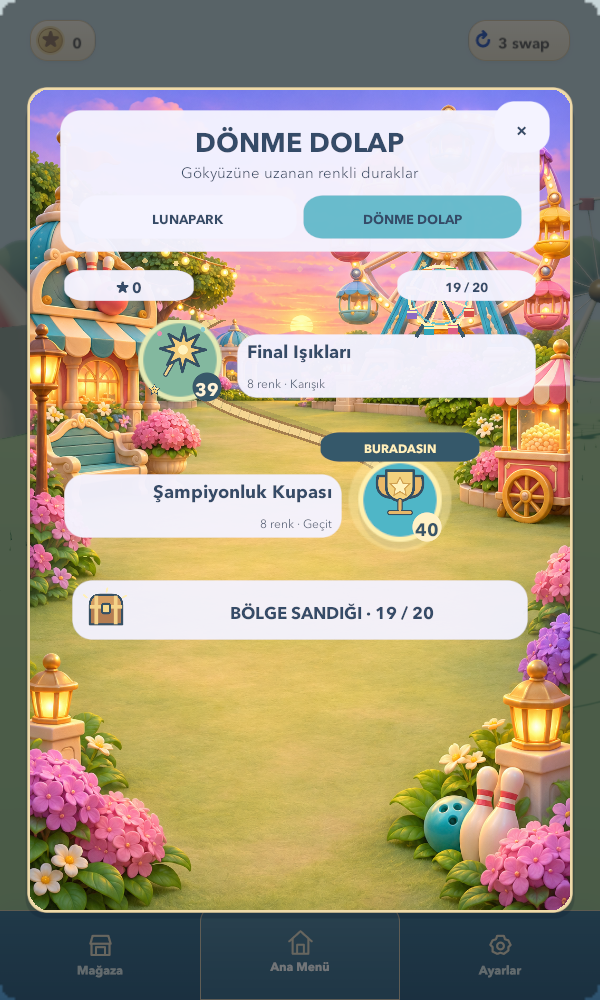 0
3 swap
DÖNME DOLAP
×
Gökyüzüne uzanan renkli duraklar
LUNAPARK
DÖNME DOLAP
★ 0
19 / 20
Final Işıkları
39
8 renk · Karışık
BURADASIN
Şampiyonluk Kupası
8 renk · Geçit
40
BÖLGE SANDIĞI · 19 / 20
Mağaza
Ana Menü
Ayarlar